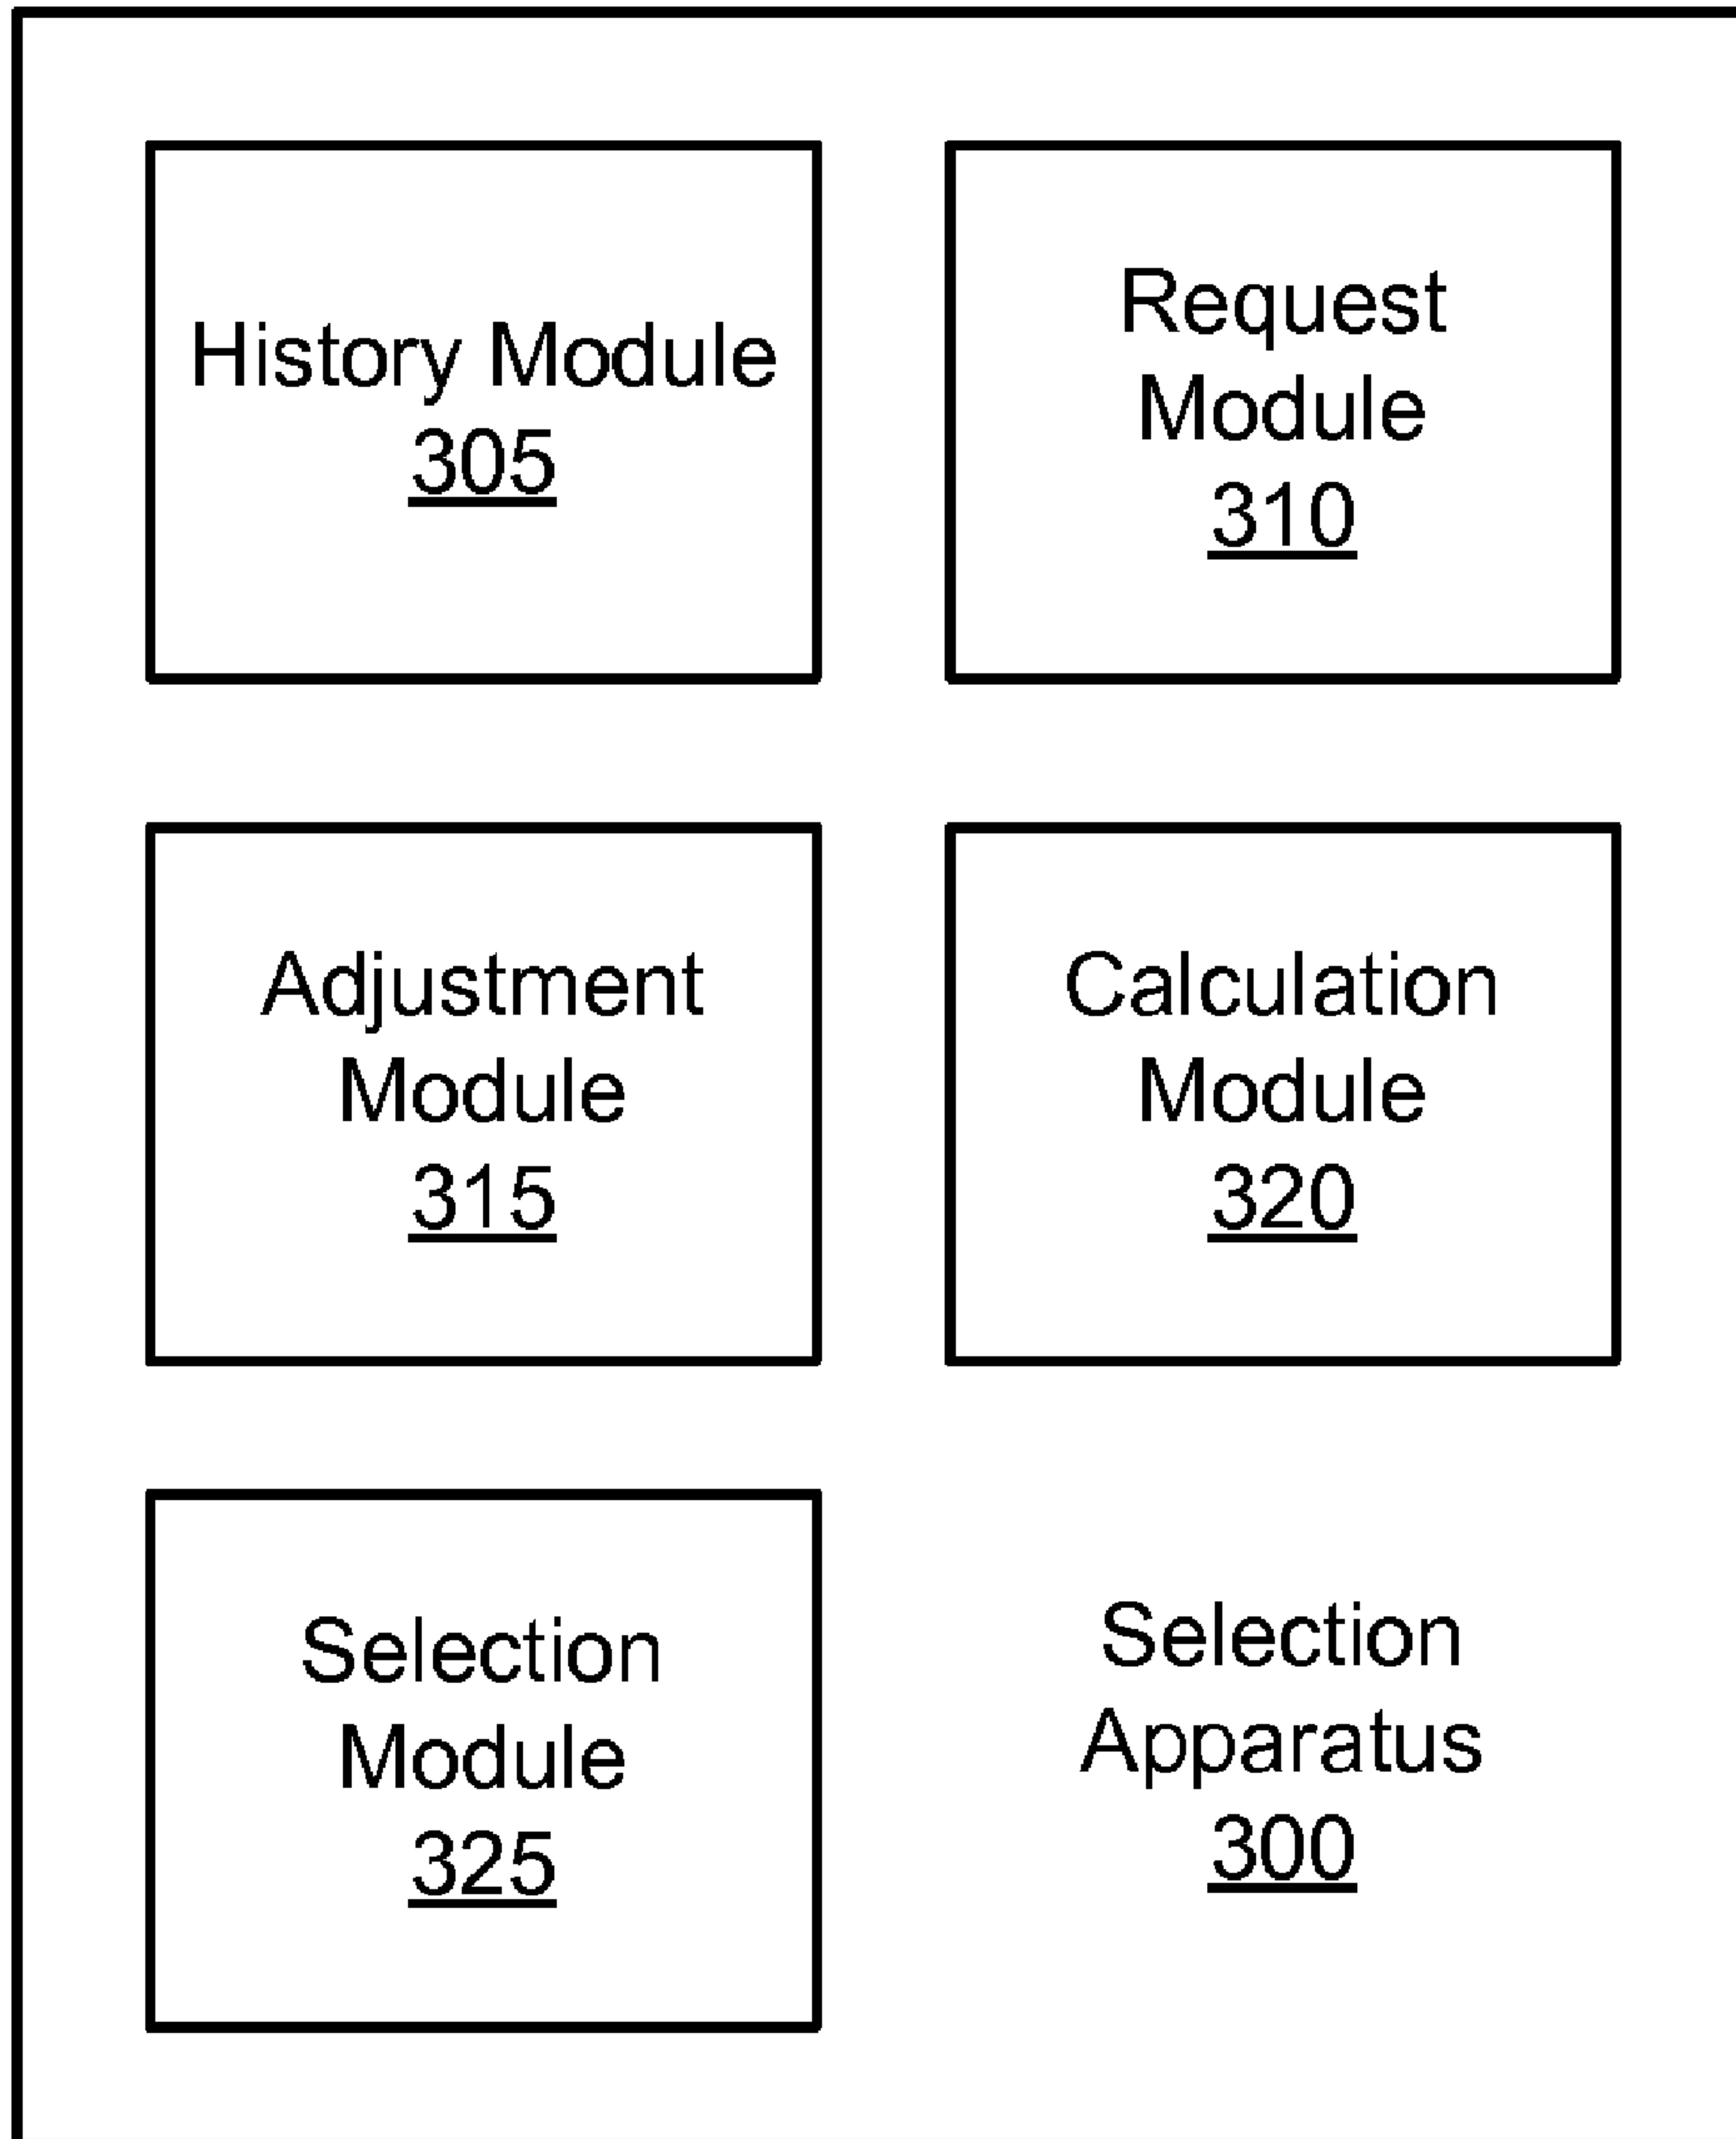 History Module
305
Request
Module
310
Adjustment
Module
315
Calculation
Module
320
Selection
Module
325
Selection
Apparatus
300